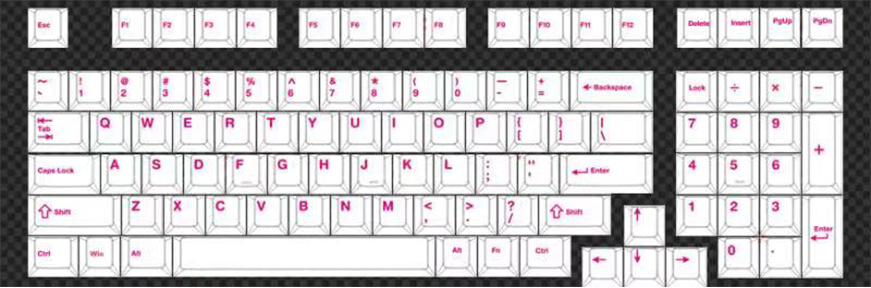 Esc F1 F2 F3 F4 F5 F6 F7 F8 F9 F10 F11 F12 Delete Insert PgUp PgDn
~ ! @ # $ % ^ & * ( ) — +
` 1 2 3 4 5 6 7 8 9 0 - = ← Backspace Lock ÷ × −
Tab Q W E R T Y U I O P { } | 7 8 9
[ ] \
+
Caps Lock A S D F G H J K L : " Enter 4 5 6
; '
Shift Z X C V B N M < > ? Shift ↑ 1 2 3
, . /
Enter
Ctrl Win Alt Alt Fn Ctrl ← ↓ → 0 .